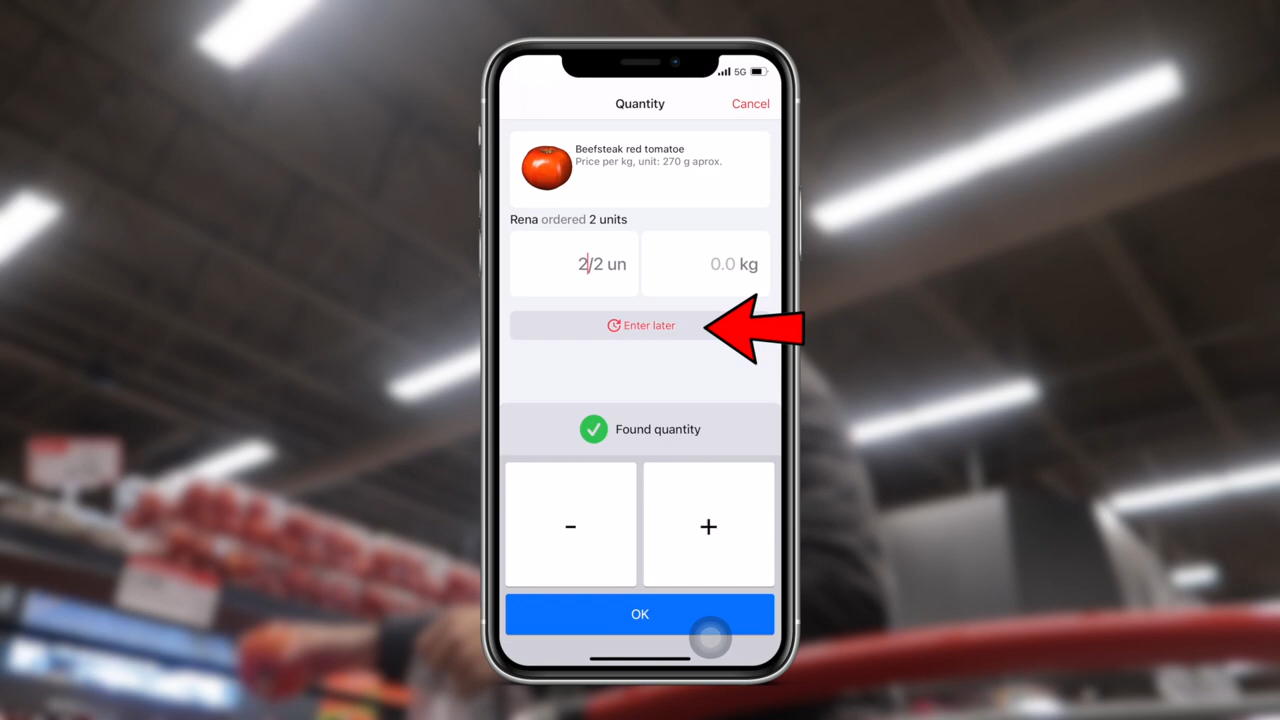 5G
Quantity
Cancel
Beefsteak red tomatoe
Price per kg, unit: 270 g aprox.
Rena ordered 2 units
2/2 un
0.0 kg
Enter later
Found quantity
-
+
OK